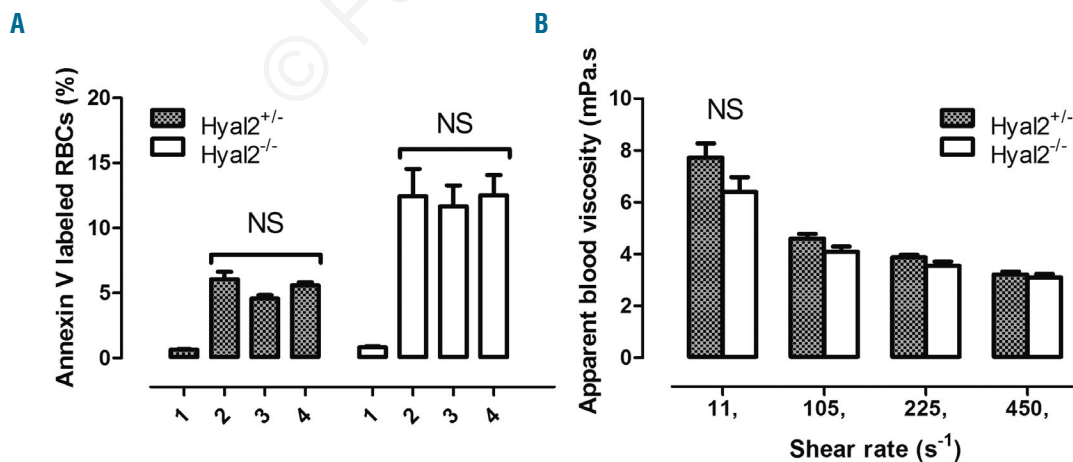 A
Annexin V labeled RBCs (%)
20
15
10
5
0
Hyal2+/-
Hyal2-/-
NS
NS
1 2 3 4 1 2 3 4
B
Apparent blood viscosity (mPa.s
10
8
6
4
2
0
NS
Hyal2+/-
Hyal2-/-
11, 105, 225, 450,
Shear rate (s-1)